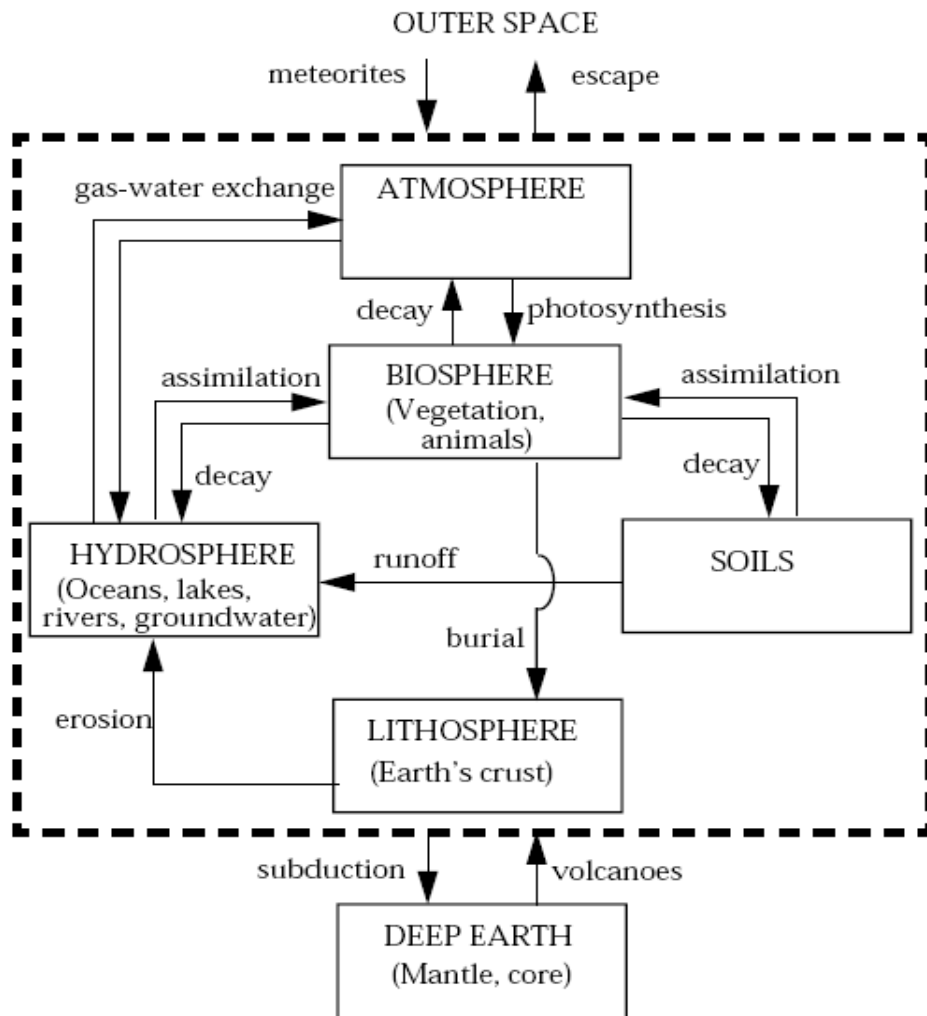 OUTER SPACE
meteorites
escape
gas-water exchange
ATMOSPHERE
decay
photosynthesis
assimilation
BIOSPHERE
(Vegetation,
animals)
assimilation
decay
decay
HYDROSPHERE
(Oceans, lakes,
rivers, groundwater)
runoff
SOILS
burial
erosion
LITHOSPHERE
(Earth's crust)
subduction
volcanoes
DEEP EARTH
(Mantle, core)